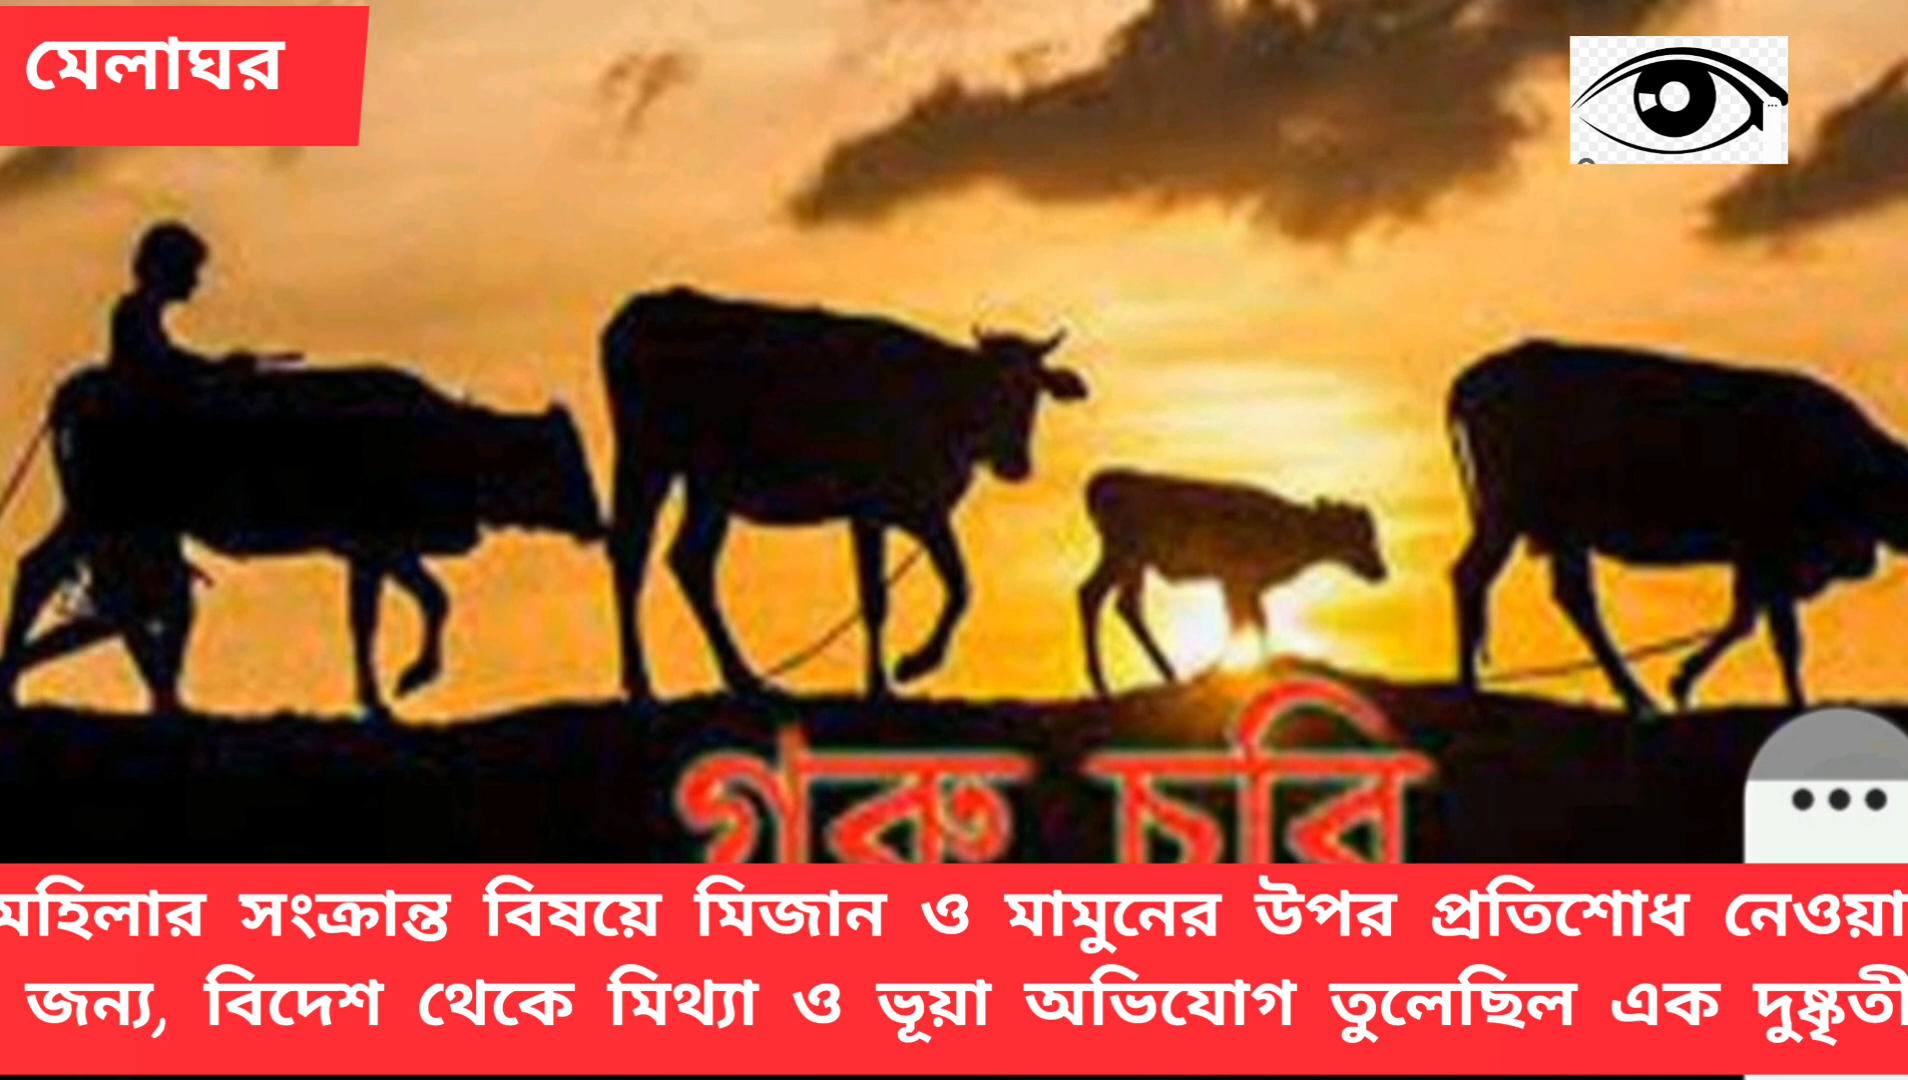 মেলাঘর
গরু চুরি
মহিলার সংক্রান্ত বিষয়ে মিজান ও মামুনের উপর প্রতিশোধ নেওয়া
জন্য, বিদেশ থেকে মিথ্যা ও ভূয়া অভিযোগ তুলেছিল এক দুষ্কৃতী